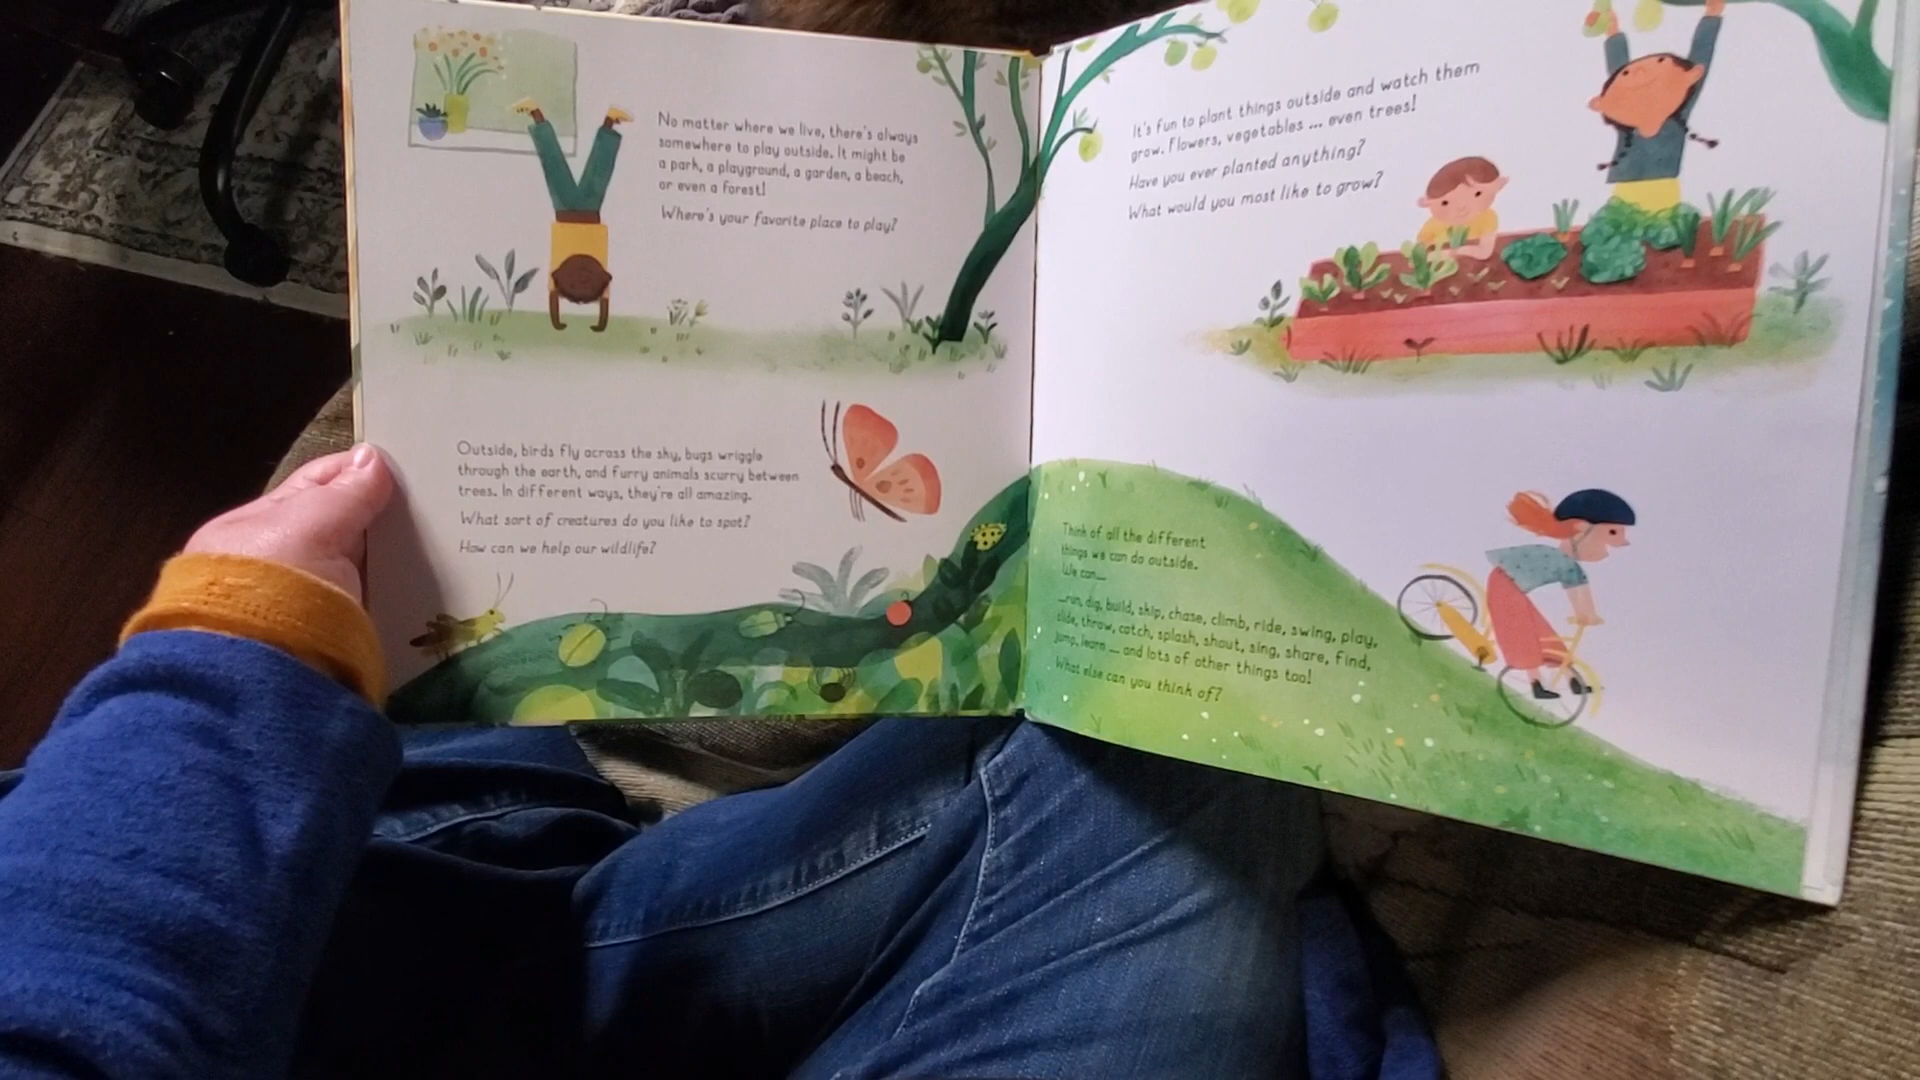 No matter where we live, there's always
somewhere to play outside. It might be
a park, a playground, a garden, a beach,
or even a forest!
Where's your favorite place to play?
Outside, birds fly across the sky, bugs wriggle
through the earth, and furry animals scurry between
trees. In different ways, they're all amazing.
What sort of creatures do you like to spot?
How can we help our wildlife?
It's fun to plant things outside and watch them
grow. Flowers, vegetables ... even trees!
Have you ever planted anything?
What would you most like to grow?
Think of all the different
things we can do outside.
We can...
...run, dig, build, skip, chase, climb, ride, swing, play,
slide, throw, catch, splash, shout, sing, share, find,
jump, learn ... and lots of other things too!
What else can you think of?